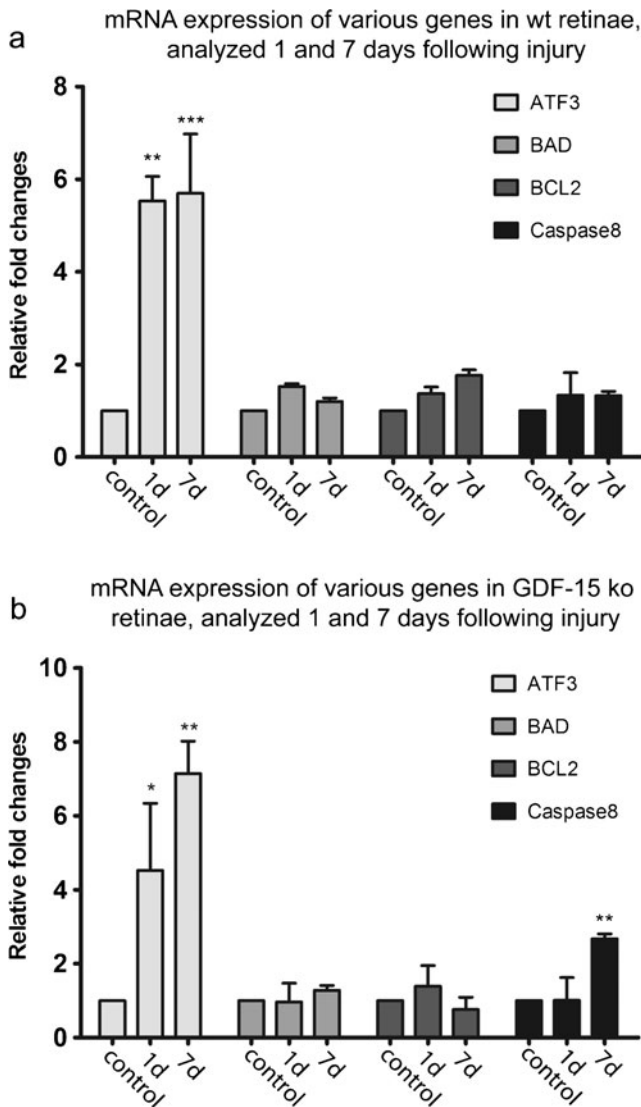 a
mRNA expression of various genes in wt retinae,
analyzed 1 and 7 days following injury
Relative fold changes
8
6
4
2
0
** ***
ATF3
BAD
BCL2
Caspase8
control 1d 7d control 1d 7d control 1d 7d control 1d 7d
b
mRNA expression of various genes in GDF-15 ko
retinae, analyzed 1 and 7 days following injury
Relative fold changes
10
8
6
4
2
0
* ** **
ATF3
BAD
BCL2
Caspase8
control 1d 7d control 1d 7d control 1d 7d control 1d 7d